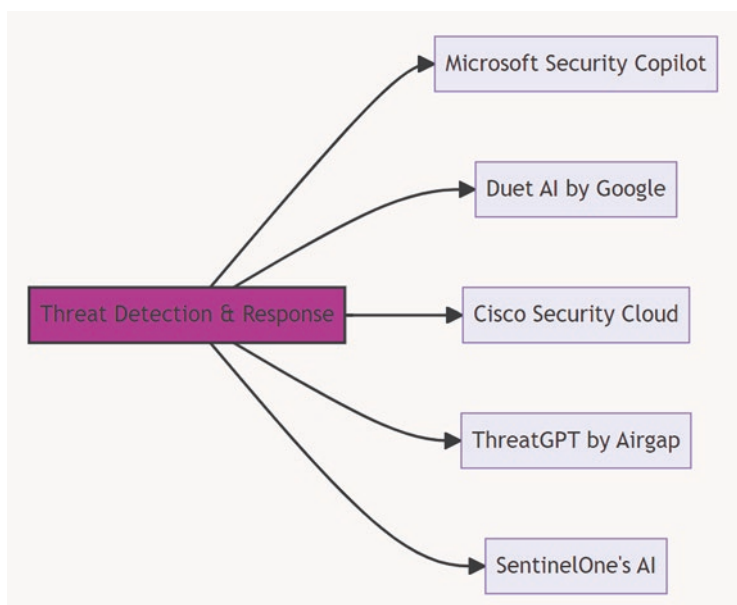 Microsoft Security Copilot
Duet AI by Google
Threat Detection & Response
Cisco Security Cloud
ThreatGPT by Airgap
SentinelOne's AI